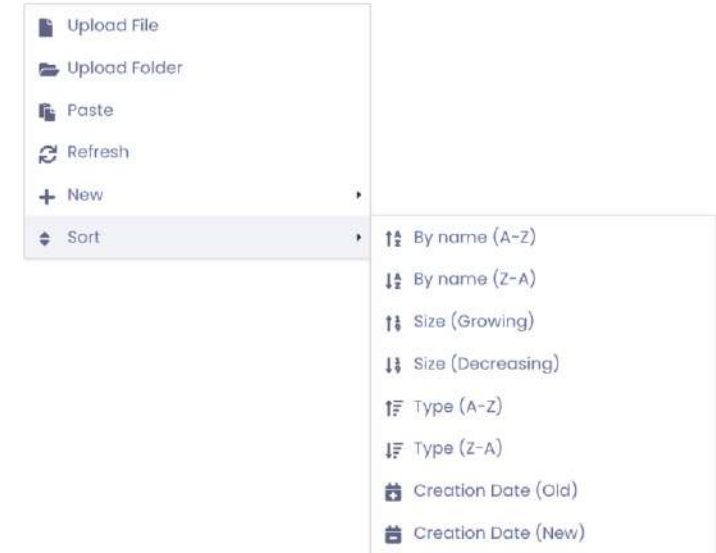 Upload File
Upload Folder
Paste
Refresh
New
Sort
By name (A-Z)
By name (Z-A)
Size (Growing)
Size (Decreasing)
Type (A-Z)
Type (Z-A)
Creation Date (Old)
Creation Date (New)